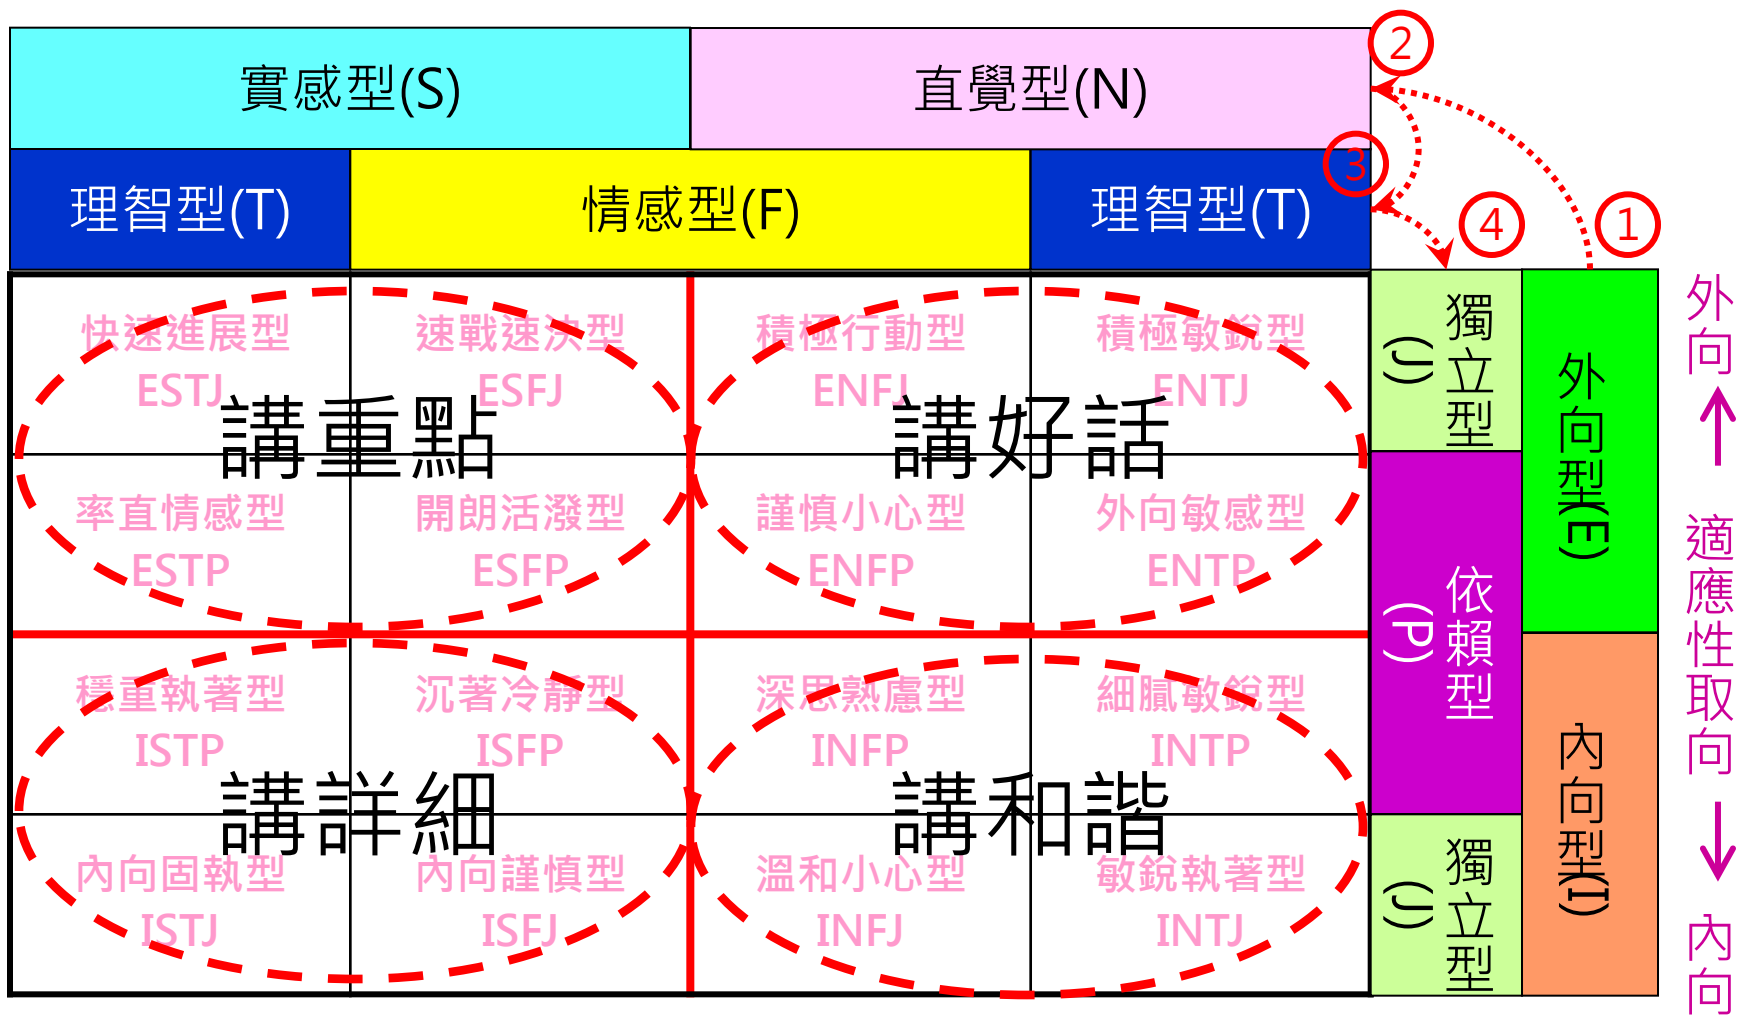 實感型(S)
直覺型(N)
②
理智型(T)
情感型(F)
理智型(T)
③
④
①
快速進展型
ESTJ
速戰速決型
ESFJ
積極行動型
ENFJ
積極敏銳型
ENTJ
講重點
講好話
率直情感型
ESTP
開朗活潑型
ESFP
謹慎小心型
ENFP
外向敏感型
ENTP
穩重執著型
ISTP
沉著冷靜型
ISFP
深思熟慮型
INFP
細膩敏銳型
INTP
講詳細
講和諧
內向固執型
ISTJ
內向謹慎型
ISFJ
溫和小心型
INFJ
敏銳執著型
INTJ
獨立型
(J)
依賴型
(P)
獨立型
(J)
外向型(E)
內向型(I)
外向
適應性取向
內向